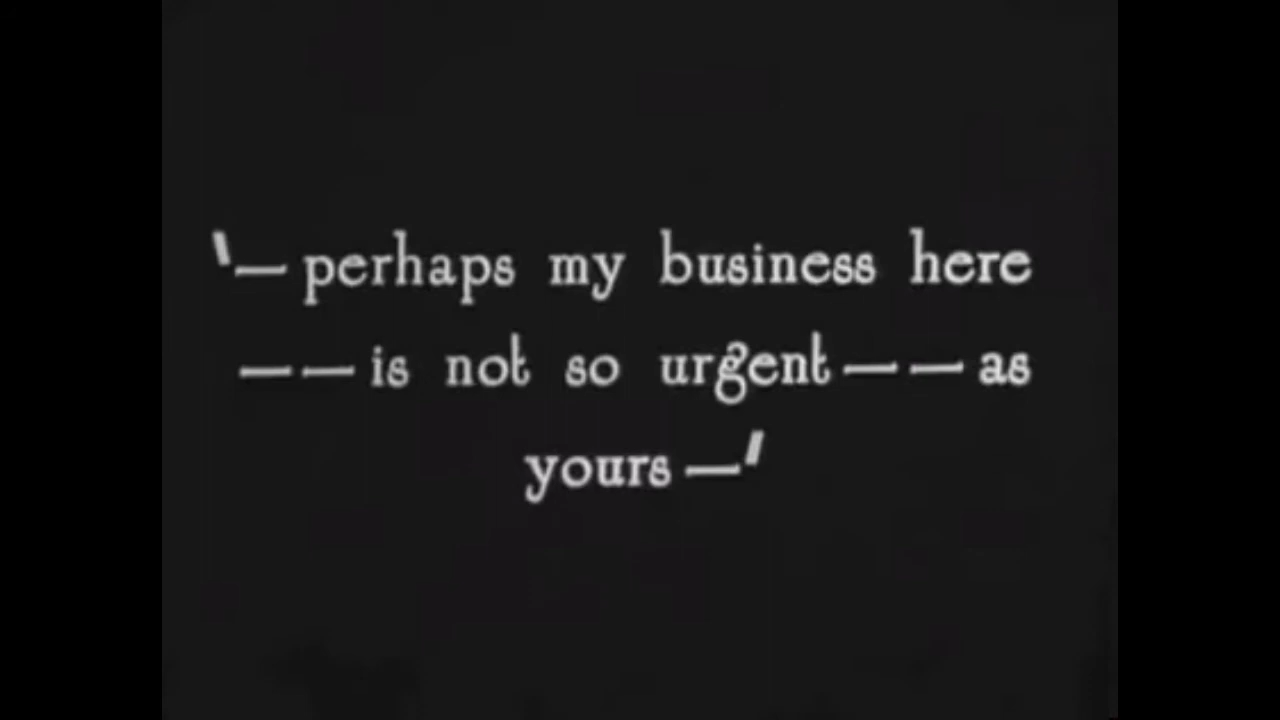 '— perhaps my business here
— — is not so urgent — — as
yours —'